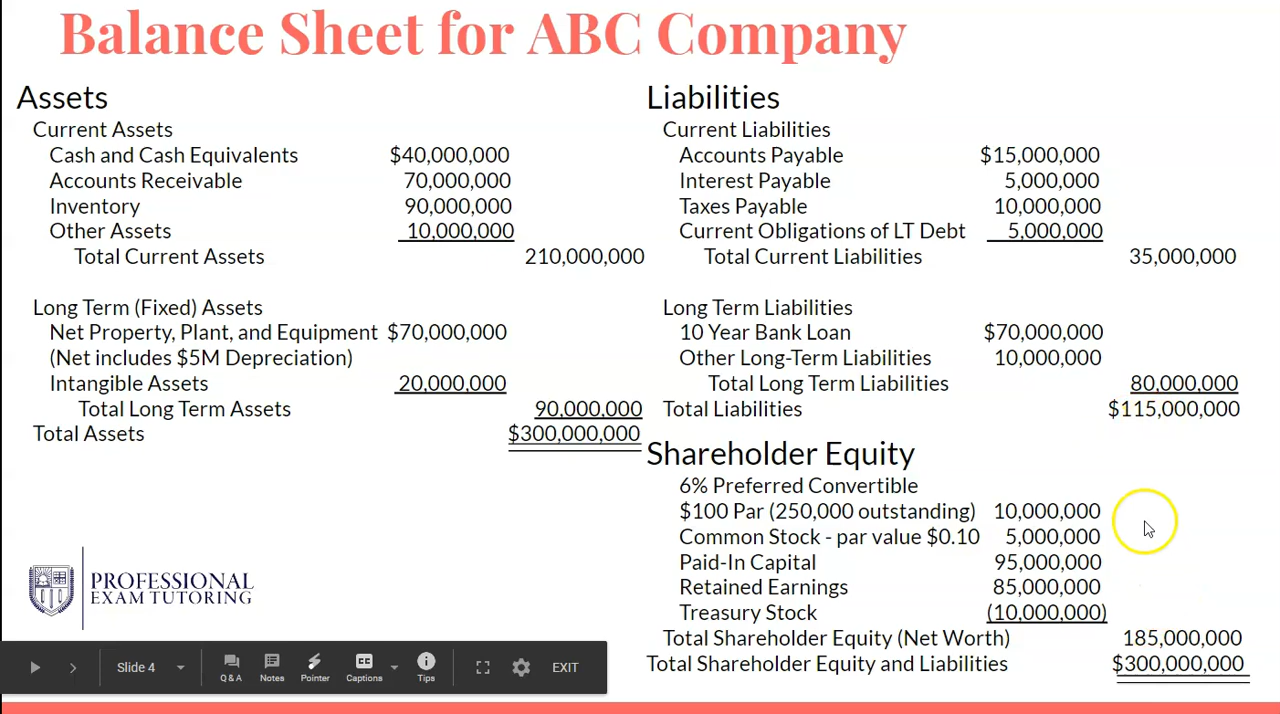 Balance Sheet for ABC Company
Assets
Current Assets
Cash and Cash Equivalents $40,000,000
Accounts Receivable 70,000,000
Inventory 90,000,000
Other Assets 10,000,000
Total Current Assets 210,000,000
Long Term (Fixed) Assets
Net Property, Plant, and Equipment $70,000,000
(Net includes $5M Depreciation)
Intangible Assets 20,000,000
Total Long Term Assets 90,000,000
Total Assets $300,000,000
Liabilities
Current Liabilities
Accounts Payable $15,000,000
Interest Payable 5,000,000
Taxes Payable 10,000,000
Current Obligations of LT Debt 5,000,000
Total Current Liabilities 35,000,000
Long Term Liabilities
10 Year Bank Loan $70,000,000
Other Long-Term Liabilities 10,000,000
Total Long Term Liabilities 80,000,000
Total Liabilities $115,000,000
Shareholder Equity
6% Preferred Convertible
$100 Par (250,000 outstanding) 10,000,000
Common Stock - par value $0.10 5,000,000
Paid-In Capital 95,000,000
Retained Earnings 85,000,000
Treasury Stock (10,000,000)
Total Shareholder Equity (Net Worth) 185,000,000
Total Shareholder Equity and Liabilities $300,000,000
PROFESSIONAL
EXAM TUTORING
Slide 4
Q & A
Notes
Pointer
CC
Captions
Tips
EXIT